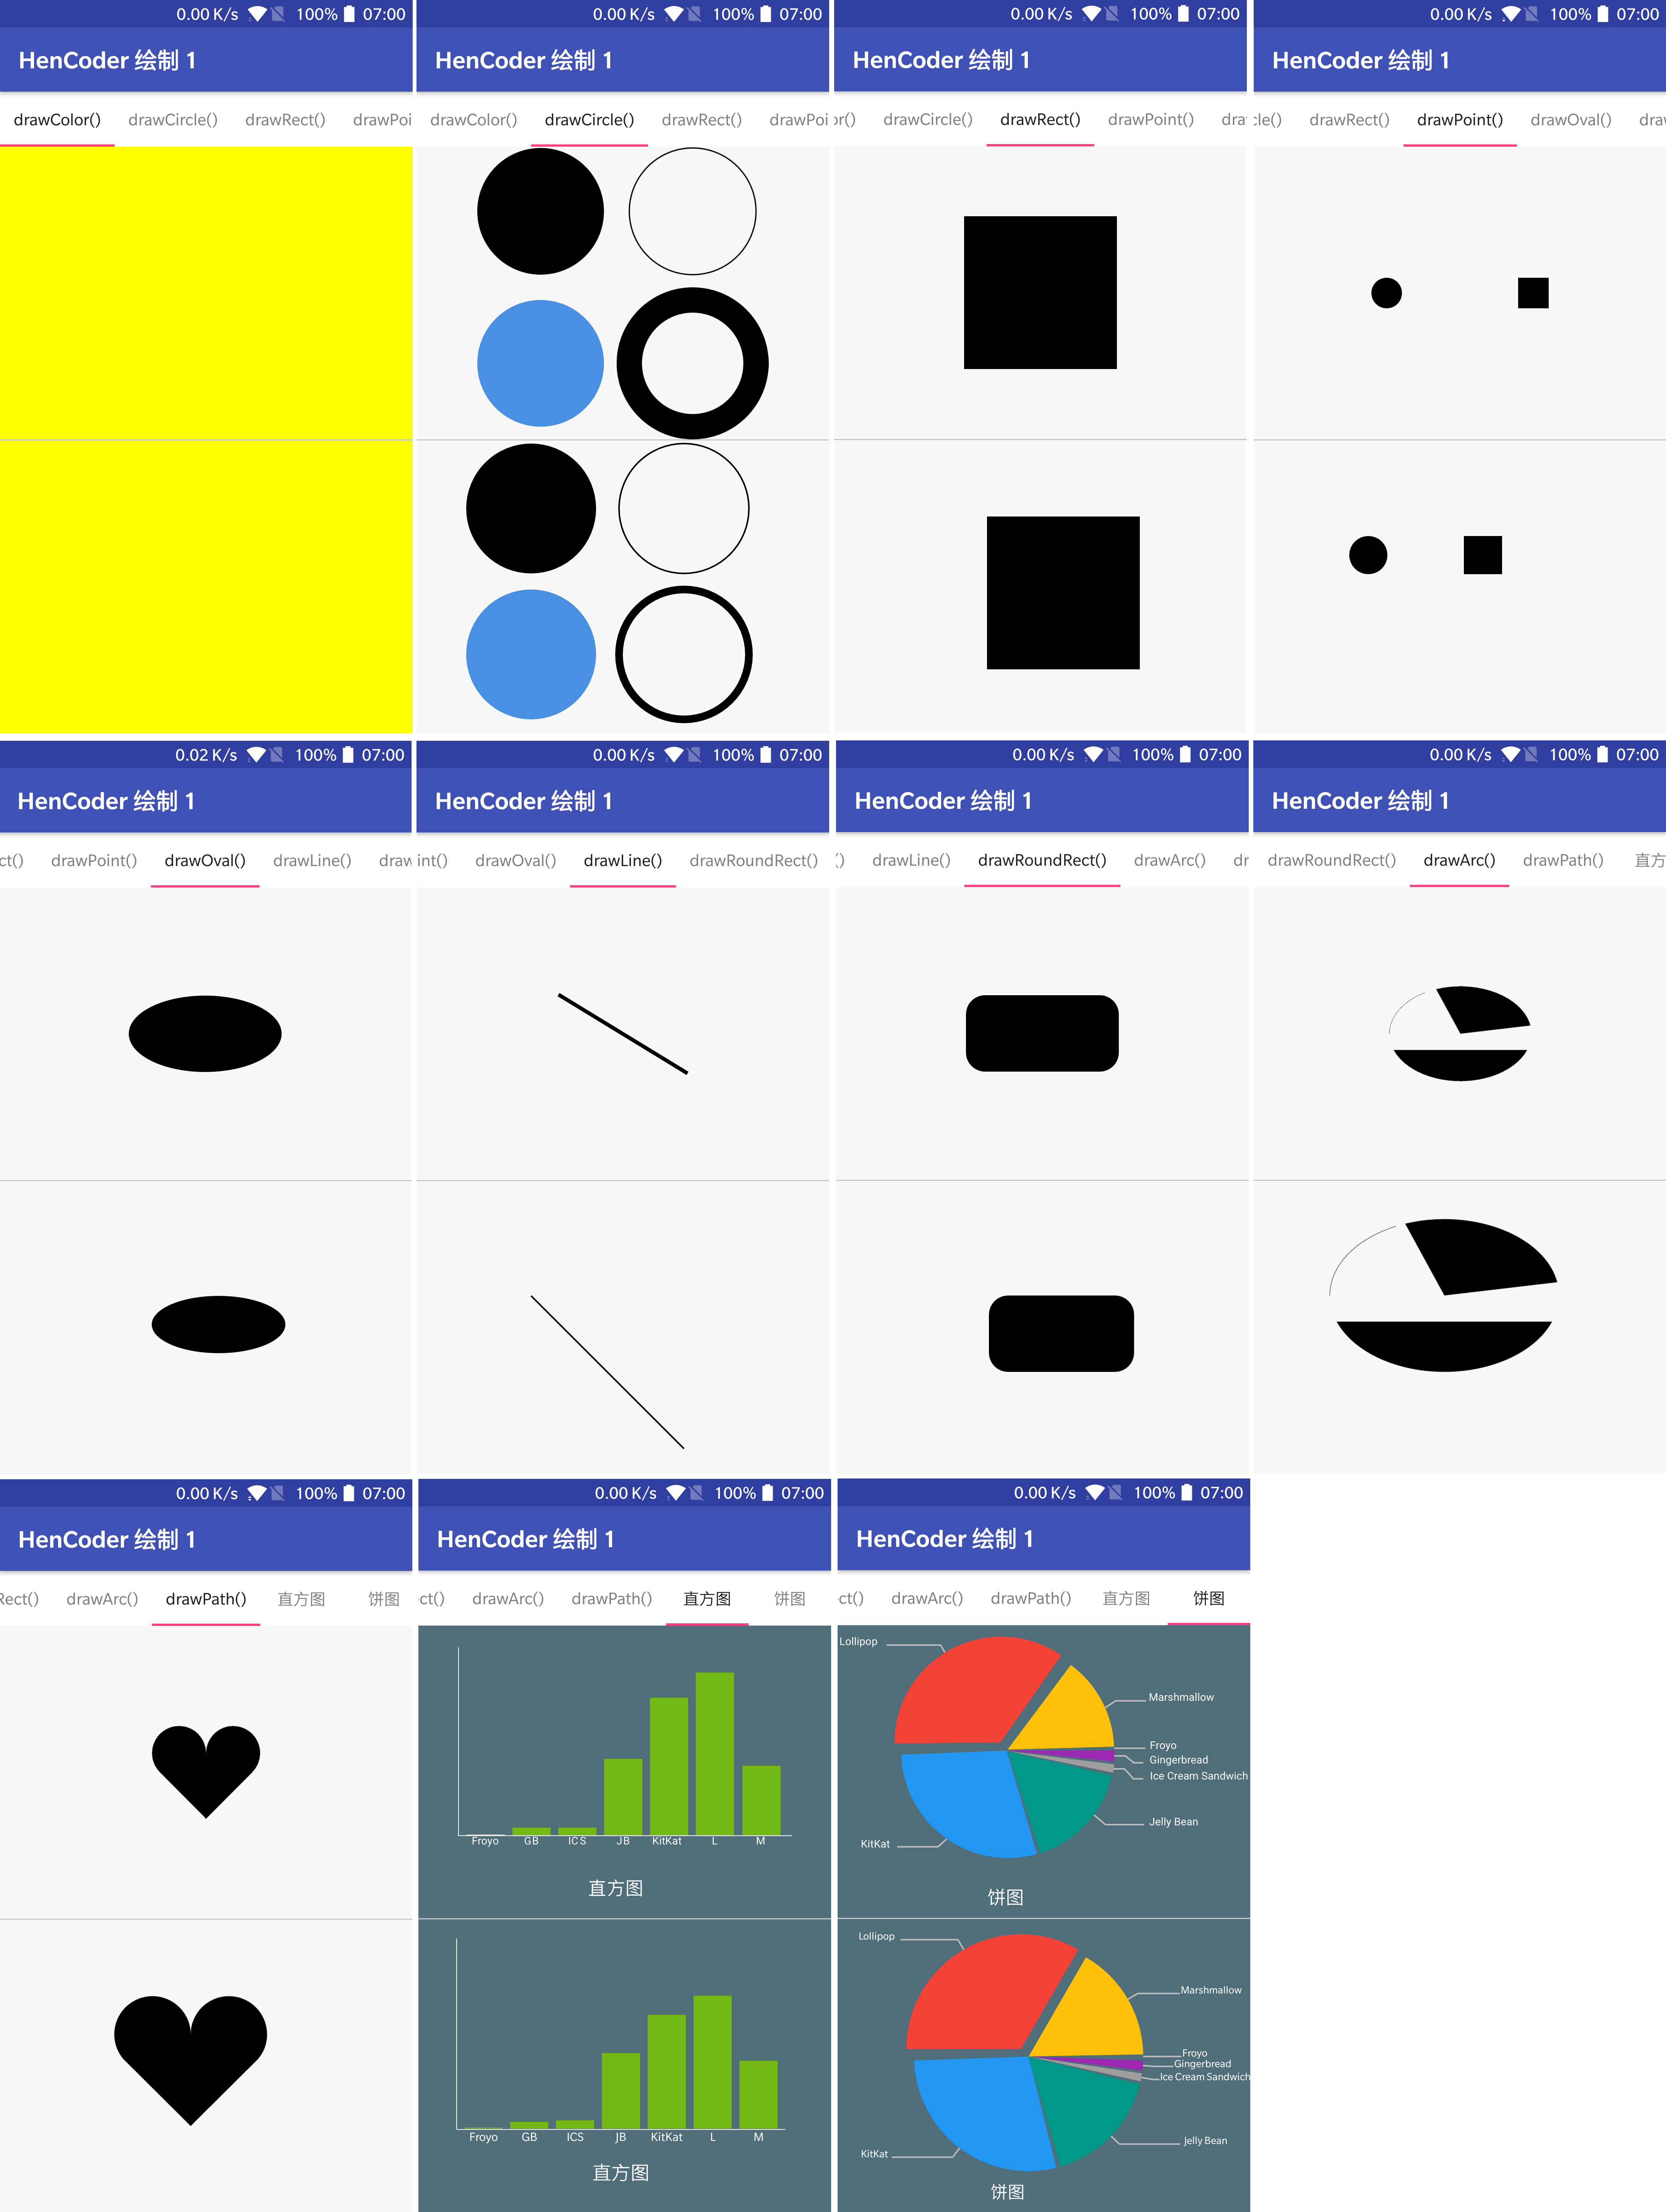 0.00 K/s 100% 07:00
HenCoder 绘制 1
drawColor() drawCircle() drawRect() drawPoi
0.00 K/s 100% 07:00
HenCoder 绘制 1
drawColor() drawCircle() drawRect() drawPoi
0.00 K/s 100% 07:00
HenCoder 绘制 1
or() drawCircle() drawRect() drawPoint() dra
0.00 K/s 100% 07:00
HenCoder 绘制 1
cle() drawRect() drawPoint() drawOval() dra
0.02 K/s 100% 07:00
HenCoder 绘制 1
ct() drawPoint() drawOval() drawLine() draw
0.00 K/s 100% 07:00
HenCoder 绘制 1
int() drawOval() drawLine() drawRoundRect()
0.00 K/s 100% 07:00
HenCoder 绘制 1
() drawLine() drawRoundRect() drawArc() dr
0.00 K/s 100% 07:00
HenCoder 绘制 1
drawRoundRect() drawArc() drawPath() 直方
0.00 K/s 100% 07:00
HenCoder 绘制 1
Rect() drawArc() drawPath() 直方图 饼图
0.00 K/s 100% 07:00
HenCoder 绘制 1
ct() drawArc() drawPath() 直方图 饼图
Froyo GB ICS JB KitKat L M
直方图
Froyo GB ICS JB KitKat L M
直方图
0.00 K/s 100% 07:00
HenCoder 绘制 1
ct() drawArc() drawPath() 直方图 饼图
Lollipop
Marshmallow
Froyo
Gingerbread
Ice Cream Sandwich
Jelly Bean
KitKat
饼图
Lollipop
Marshmallow
Froyo
Gingerbread
Ice Cream Sandwich
Jelly Bean
KitKat
饼图